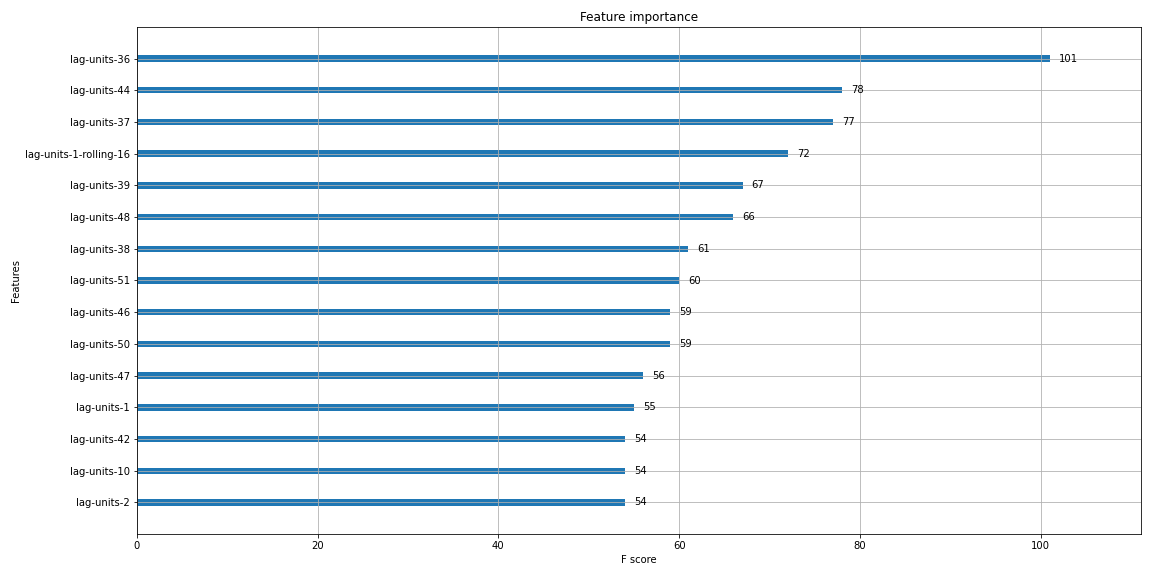 Feature importance
Features
lag-units-36 101
lag-units-44 78
lag-units-37 77
lag-units-1-rolling-16 72
lag-units-39 67
lag-units-48 66
lag-units-38 61
lag-units-51 60
lag-units-46 59
lag-units-50 59
lag-units-47 56
lag-units-1 55
lag-units-42 54
lag-units-10 54
lag-units-2 54
0 20 40 60 80 100
F score